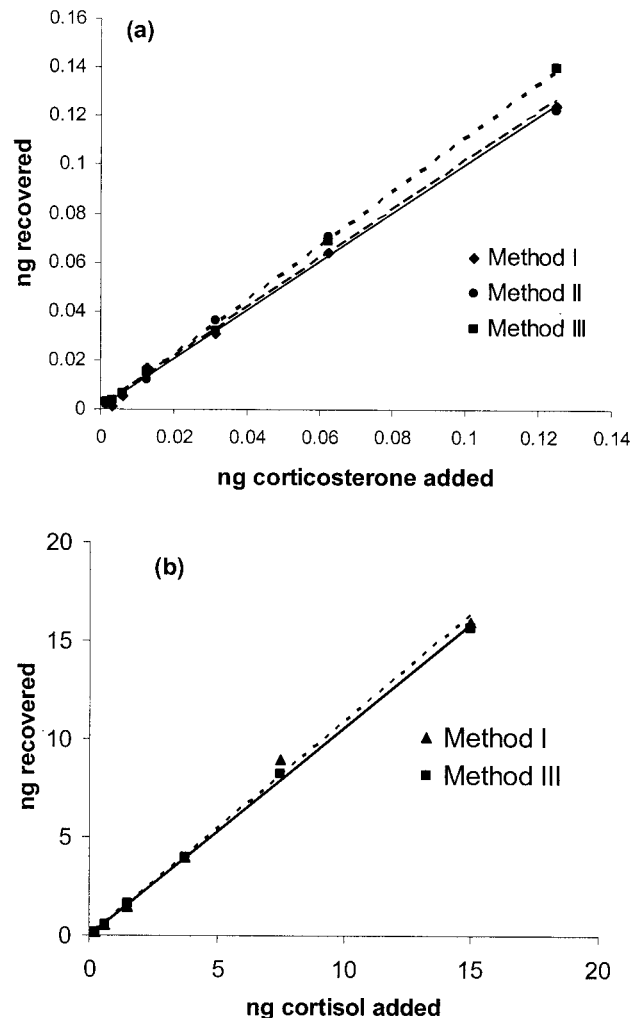 (a)
0.16
0.14
0.12
0.1
0.08
0.06
0.04
0.02
0
ng recovered
Method I
Method II
Method III
0 0.02 0.04 0.06 0.08 0.1 0.12 0.14
ng corticosterone added
(b)
20
15
10
5
0
ng recovered
Method I
Method III
0 5 10 15 20
ng cortisol added